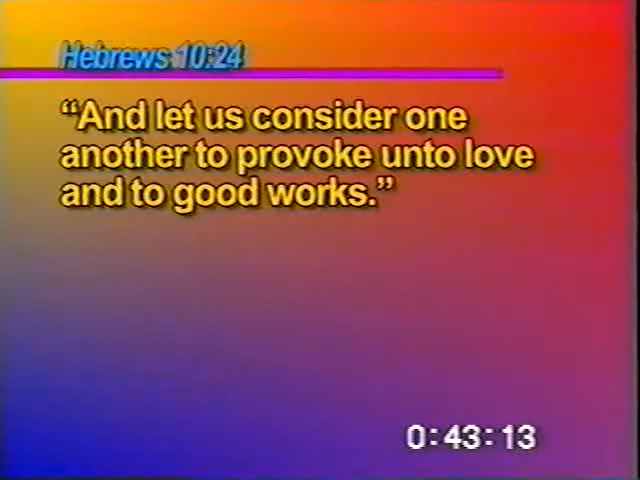 Hebrews 10:24
“And let us consider one
another to provoke unto love
and to good works.”
0:43:13